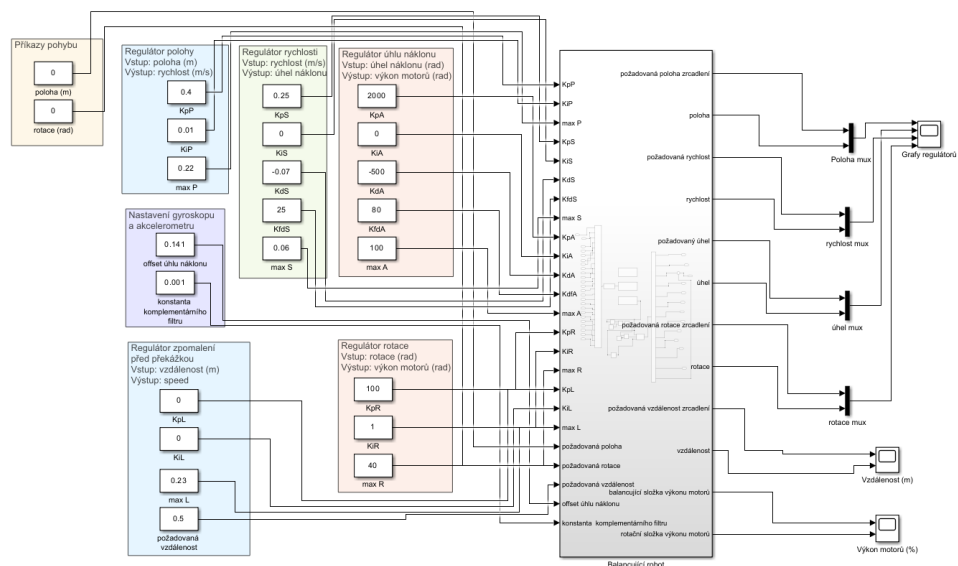 Příkazy pohybu
0
poloha (m)
0
rotace (rad)
Regulátor polohy
Vstup: poloha (m)
Výstup: rychlost (m/s)
0.4
KpP
0.01
KiP
0.22
max P
Regulátor rychlosti
Vstup: rychlost (m/s)
Výstup: úhel náklonu
0.25
KpS
0
KiS
-0.07
KdS
25
KfdS
0.06
max S
Regulátor úhlu náklonu
Vstup: úhel náklonu (rad)
Výstup: výkon motorů (rad)
2000
KpA
0
KiA
-500
KdA
80
KfdA
100
max A
Nastavení gyroskopu
a akcelerometru
0.141
offset úhlu náklonu
0.001
konstanta
komplementárního
filtru
Regulátor zpomalení
před překážkou
Vstup: vzdálenost (m)
Výstup: speed
0
KpL
0
KiL
0.23
max L
0.5
požadovaná
vzdálenost
Regulátor rotace
Vstup: rotace (rad)
Výstup: výkon motorů (rad)
100
KpR
1
KiR
40
max R
KpP
KiP
max P
KpS
KiS
KdS
KfdS
max S
KpA
KiA
KdA
KdfA
max A
KpR
KiR
max R
KpL
KiL
max L
požadovaná poloha
požadovaná rotace
požadovaná vzdálenost
offset úhlu náklonu
konstanta komplementárního filtru
požadovaná poloha zrcadlení
poloha
požadovaná rychlost
rychlost
požadovaný úhel
úhel
požadovaná rotace zrcadlení
rotace
požadovaná vzdálenost zrcadlení
vzdálenost
balancující složka výkonu motorů
rotační složka výkonu motorů
Balancující robot
Poloha mux
rychlost mux
úhel mux
rotace mux
Grafy regulátorů
Vzdálenost (m)
Výkon motorů (%)